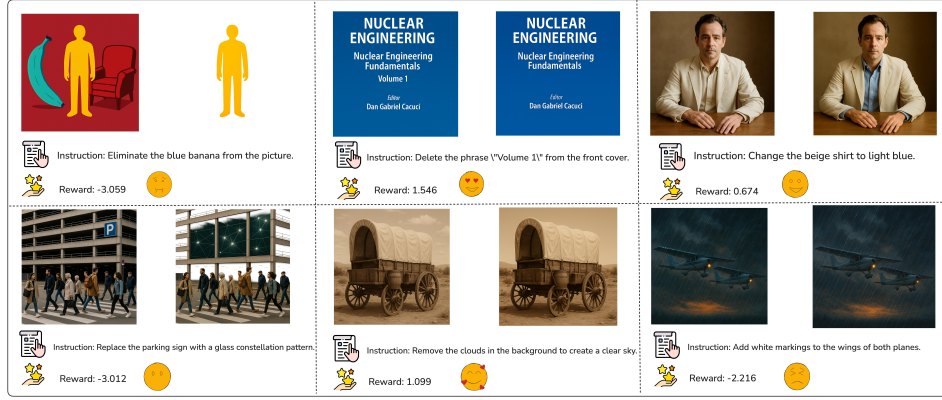 NUCLEAR
ENGINEERING
Nuclear Engineering
Fundamentals
Volume 1
Editor
Dan Gabriel Cacuci
NUCLEAR
ENGINEERING
Nuclear Engineering
Fundamentals
Editor
Dan Gabriel Cacuci
Instruction: Eliminate the blue banana from the picture.
Reward: -3.059
Instruction: Delete the phrase \"Volume 1\" from the front cover.
Reward: 1.546
Instruction: Change the beige shirt to light blue.
Reward: 0.674
P
Instruction: Replace the parking sign with a glass constellation pattern.
Reward: -3.012
Instruction: Remove the clouds in the background to create a clear sky.
Reward: 1.099
Instruction: Add white markings to the wings of both planes.
Reward: -2.216